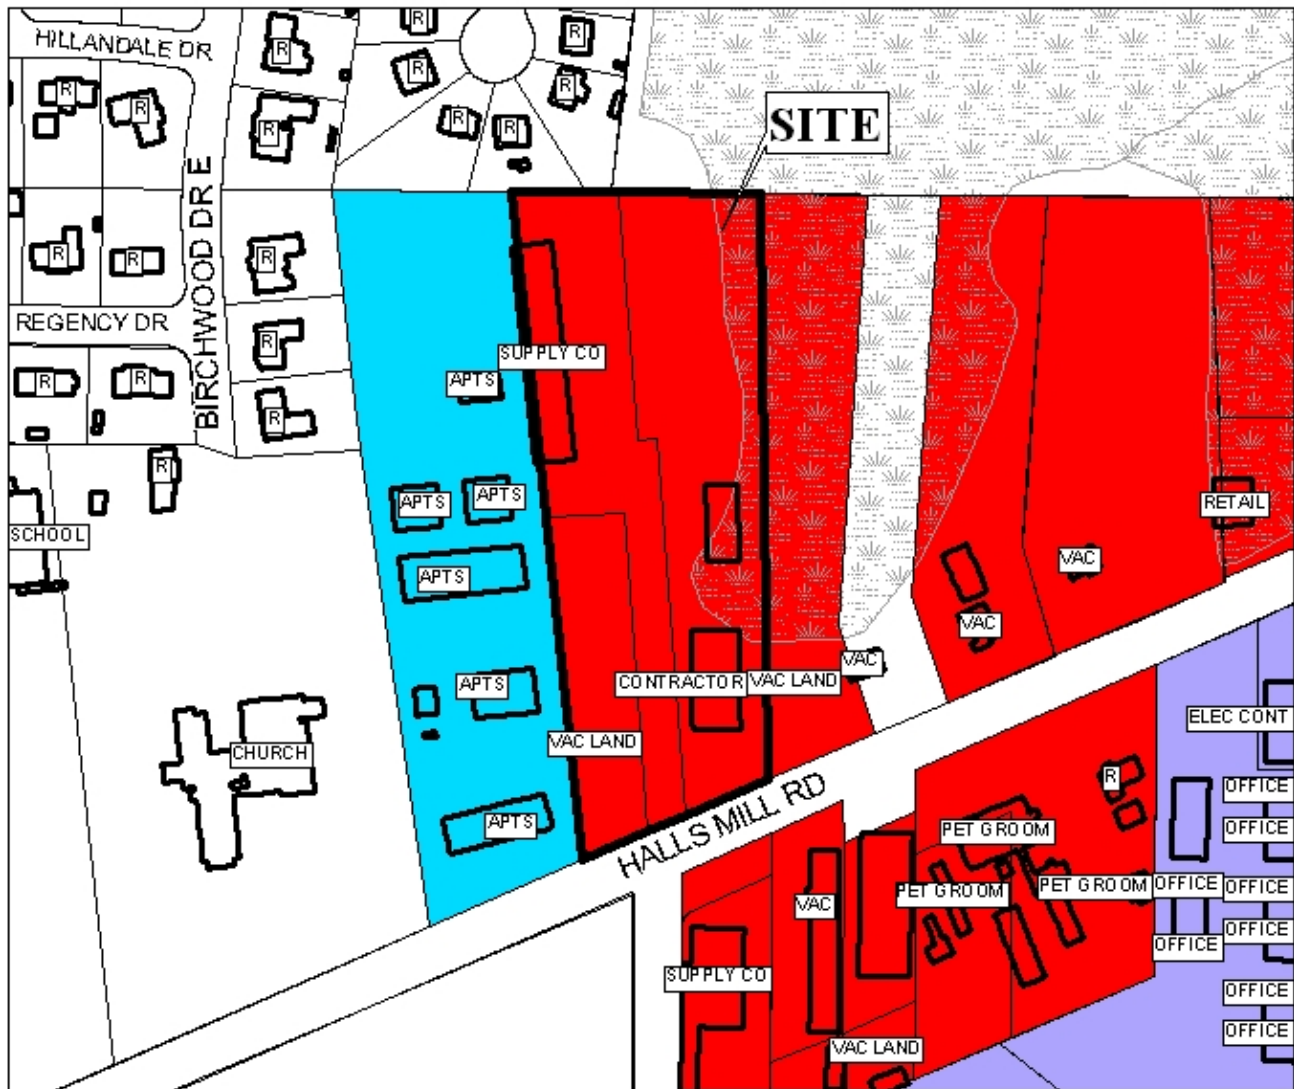 R
R
HILLANDALE DR
R
R
R
R
R
R
R
R
SITE
BIRCHWOOD DR E
R
R
R
REGENCY DR
R
SUPPLY CO
R
R
APTS
R
R
APTS
APTS
RETAIL
SCHOOL
VAC
APTS
VAC
VAC
APTS
CONTRACTOR
VAC LAND
ELEC CONT
VAC LAND
CHURCH
R
OFFICE
HALLS MILL RD
APTS
PET GROOM
OFFICE
PET GROOM
PET GROOM
OFFICE
OFFICE
VAC
OFFICE
OFFICE
SUPPLY CO
OFFICE
OFFICE
VAC LAND